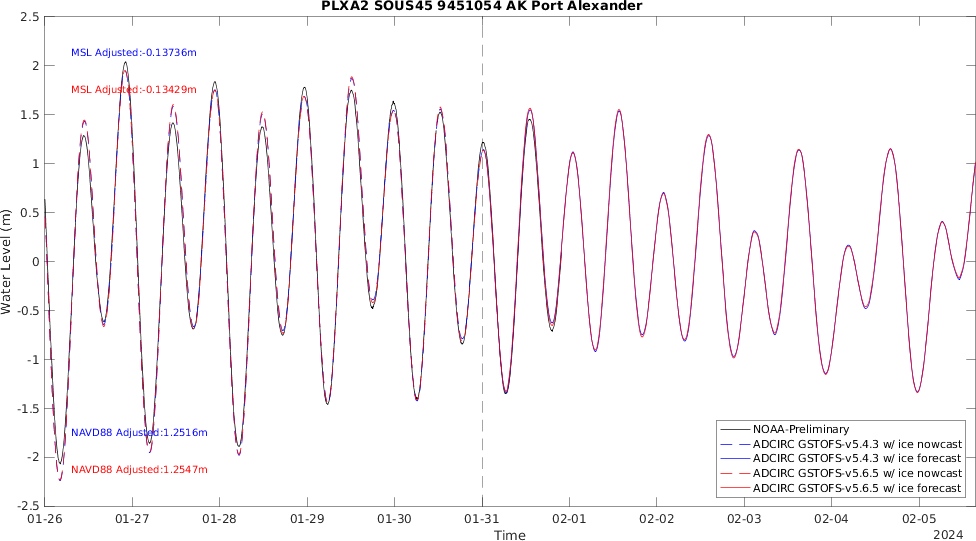 PLXA2 SOUS45 9451054 AK Port Alexander
2.5
2
1.5
1
0.5
0
-0.5
-1
-1.5
-2
-2.5
Water Level (m)
MSL Adjusted:-0.13736m
MSL Adjusted:-0.13429m
NAVD88 Adjusted:1.2516m
NAVD88 Adjusted:1.2547m
NOAA-Preliminary
ADCIRC GSTOFS-v5.4.3 w/ ice nowcast
ADCIRC GSTOFS-v5.4.3 w/ ice forecast
ADCIRC GSTOFS-v5.6.5 w/ ice nowcast
ADCIRC GSTOFS-v5.6.5 w/ ice forecast
01-26 01-27 01-28 01-29 01-30 01-31 02-01 02-02 02-03 02-04 02-05
Time
2024